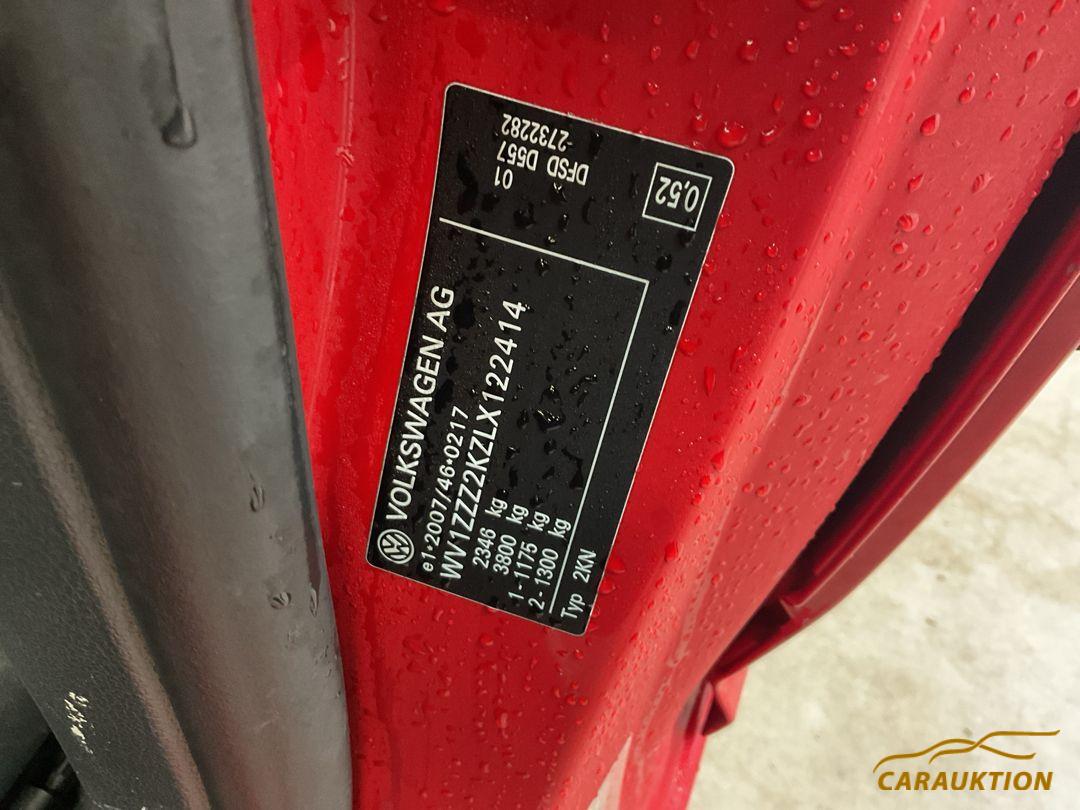 VOLKSWAGEN AG
e1*2007/46*0217
WV1ZZZ2KZLX122414
2346 kg
3800 kg
1-1175 kg
2-1300 kg
Typ 2KN
01
DFSD D557
-2732282
0,52
CARAUKTION